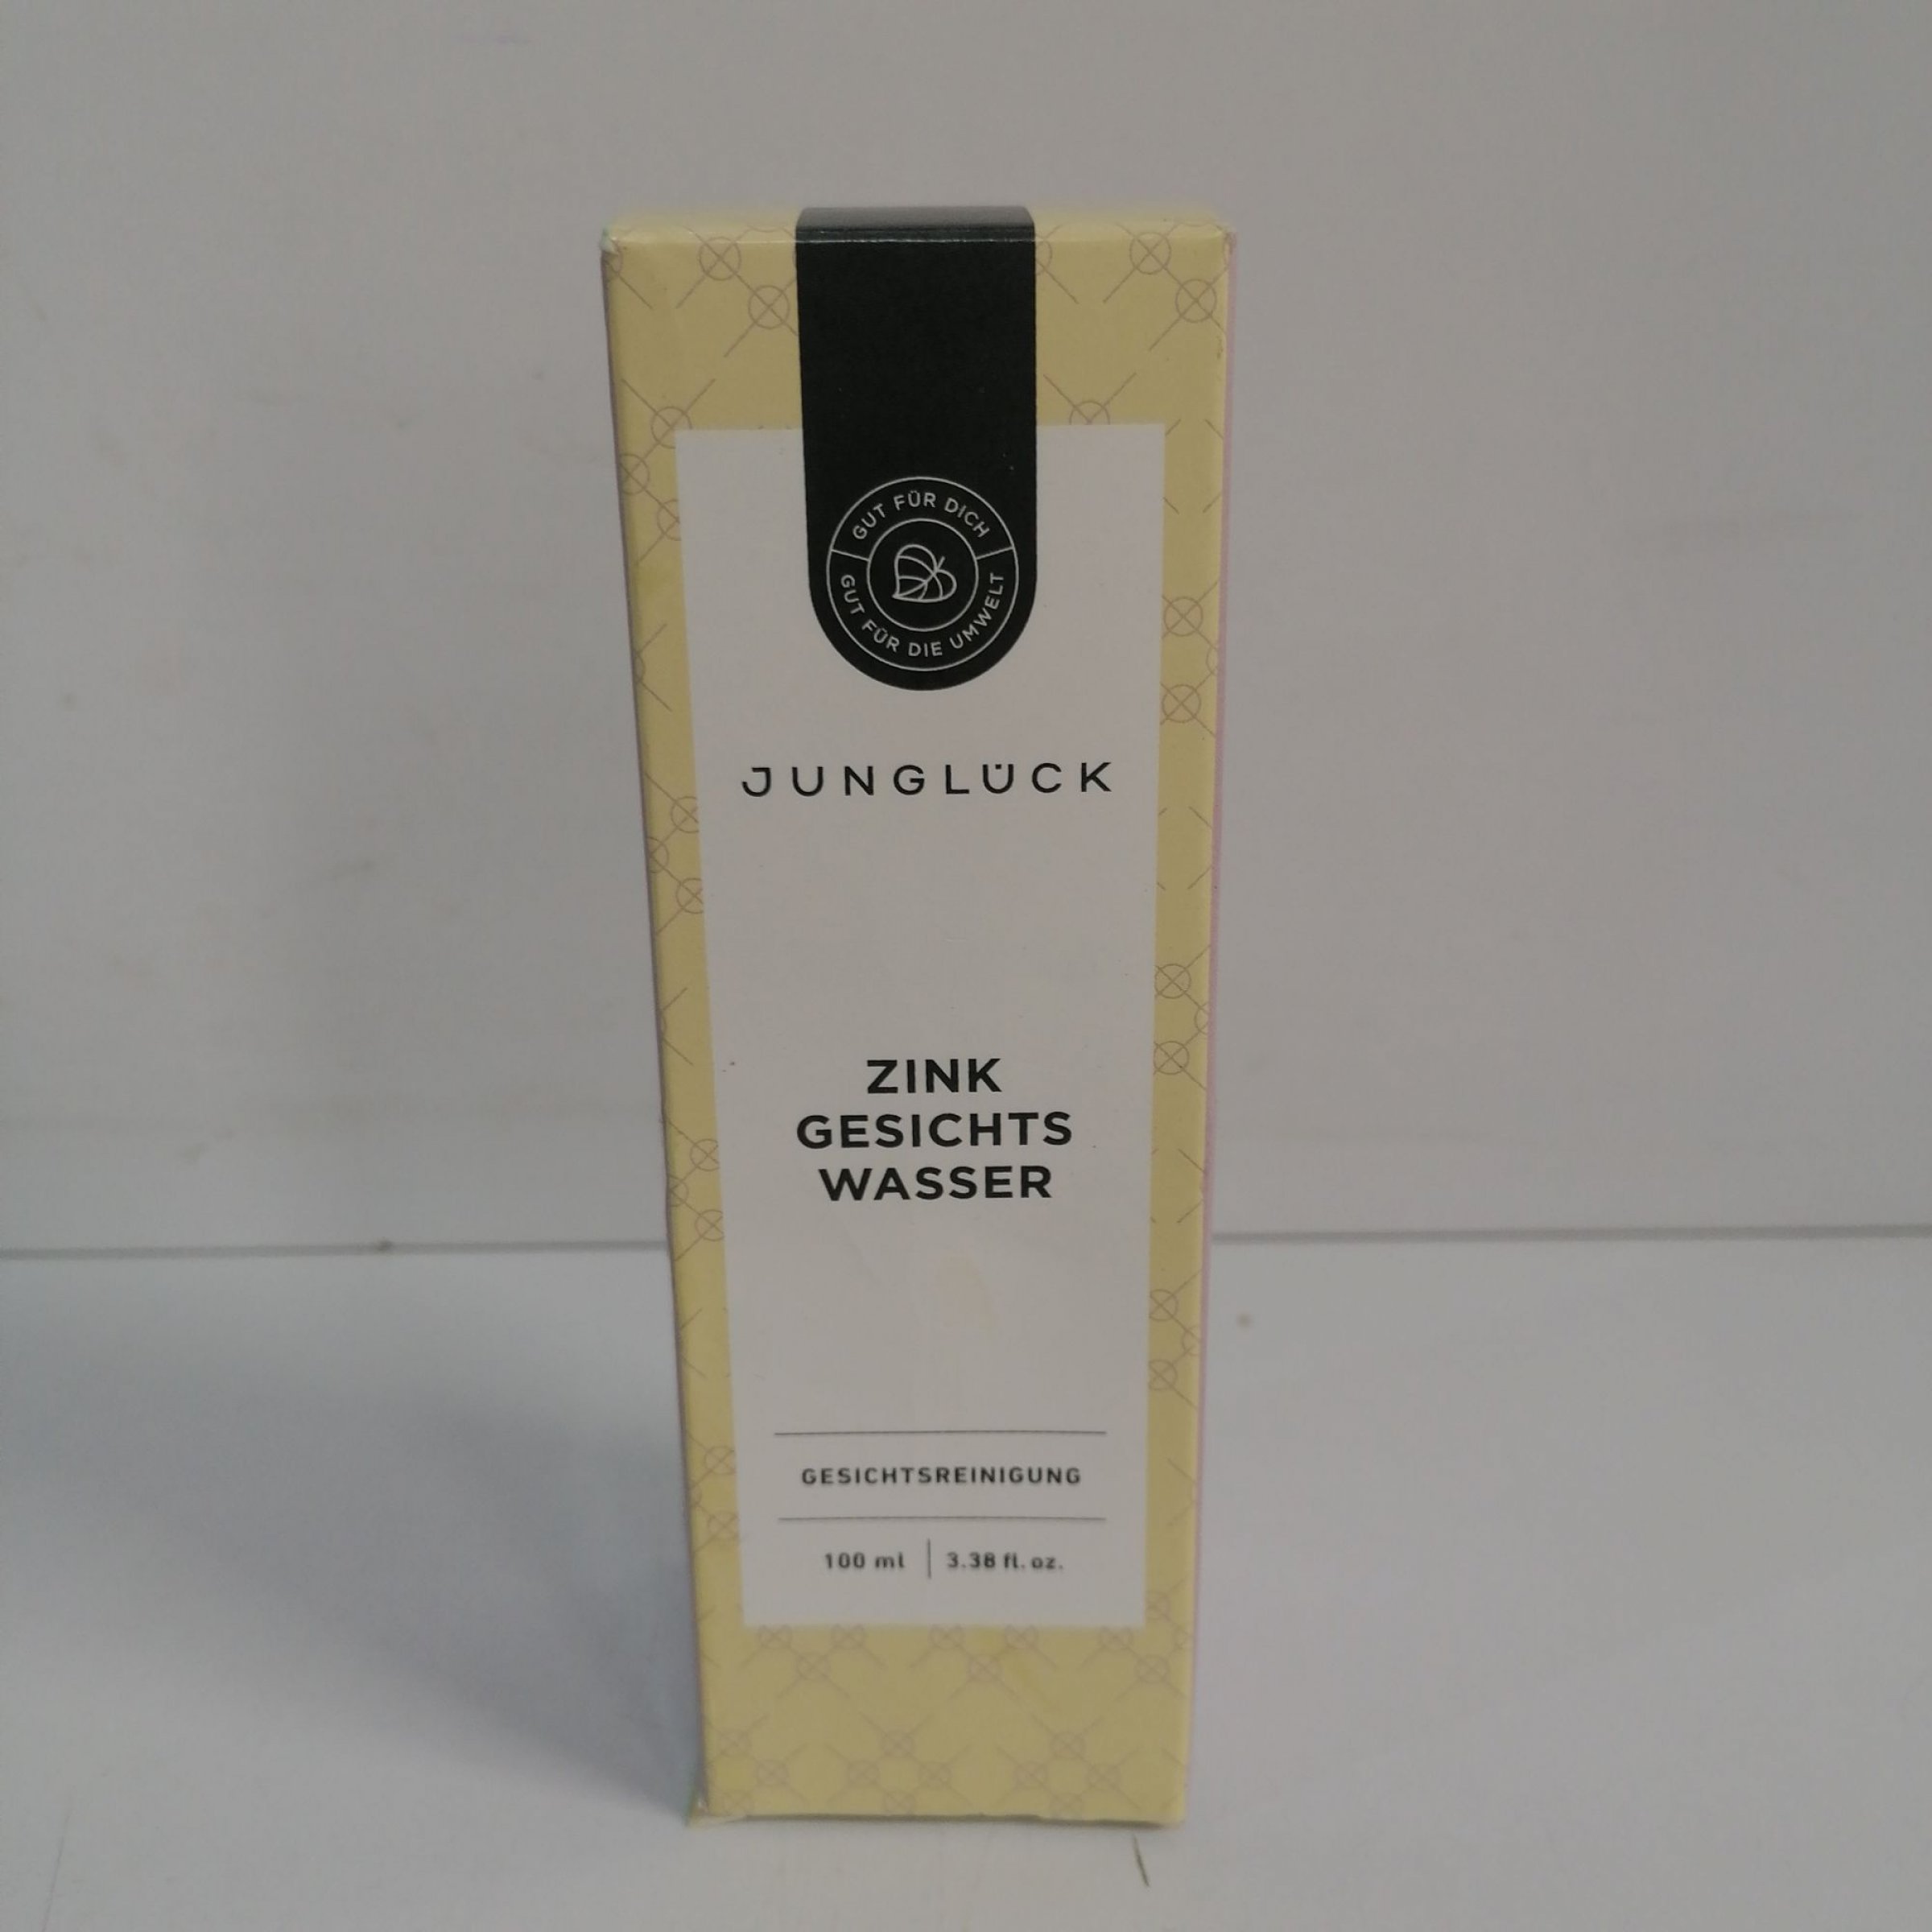 GUT FÜR DICH
GUT FÜR DIE UMWELT
JUNGLÜCK
ZINK
GESICHTS
WASSER
GESICHTSREINIGUNG
100 ml | 3.38 fl. oz.